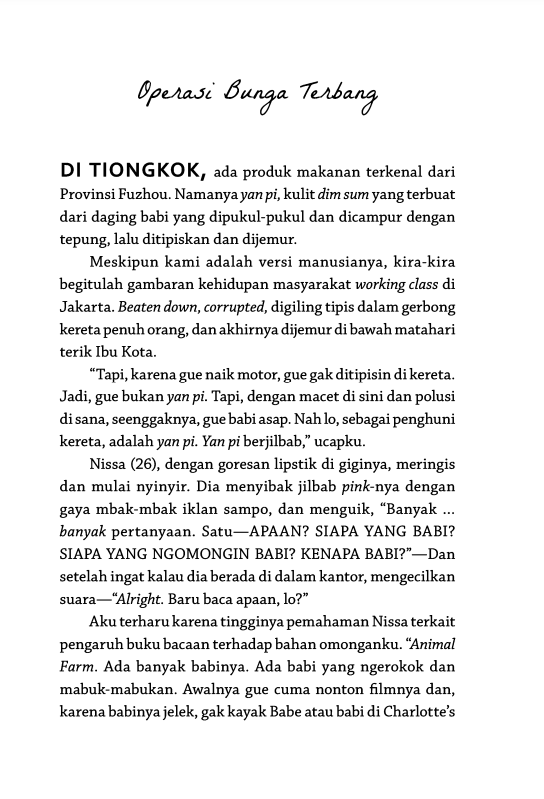 Operasi Bunga Terbang
DI TIONGKOK, ada produk makanan terkenal dari
Provinsi Fuzhou. Namanya yan pi, kulit dim sum yang terbuat
dari daging babi yang dipukul-pukul dan dicampur dengan
tepung, lalu ditipiskan dan dijemur.
Meskipun kami adalah versi manusianya, kira-kira
begitulah gambaran kehidupan masyarakat working class di
Jakarta. Beaten down, corrupted, digiling tipis dalam gerbong
kereta penuh orang, dan akhirnya dijemur di bawah matahari
terik Ibu Kota.
“Tapi, karena gue naik motor, gue gak ditipisin di kereta.
Jadi, gue bukan yan pi. Tapi, dengan macet di sini dan polusi
di sana, seenggaknya, gue babi asap. Nah lo, sebagai penghuni
kereta, adalah yan pi. Yan pi berjilbab,” ucapku.
Nissa (26), dengan goresan lipstik di giginya, meringis
dan mulai nyinyir. Dia menyibak jilbab pink-nya dengan
gaya mbak-mbak iklan sampo, dan menguik, “Banyak ...
banyak pertanyaan. Satu—APAAN? SIAPA YANG BABI?
SIAPA YANG NGOMONGIN BABI? KENAPA BABI?”—Dan
setelah ingat kalau dia berada di dalam kantor, mengecilkan
suara—“Alright. Baru baca apaan, lo?”
Aku terharu karena tingginya pemahaman Nissa terkait
pengaruh buku bacaan terhadap bahan omonganku. “Animal
Farm. Ada banyak babinya. Ada babi yang ngerokok dan
mabuk-mabukan. Awalnya gue cuma nonton filmnya dan,
karena babinya jelek, gak kayak Babe atau babi di Charlotte’s